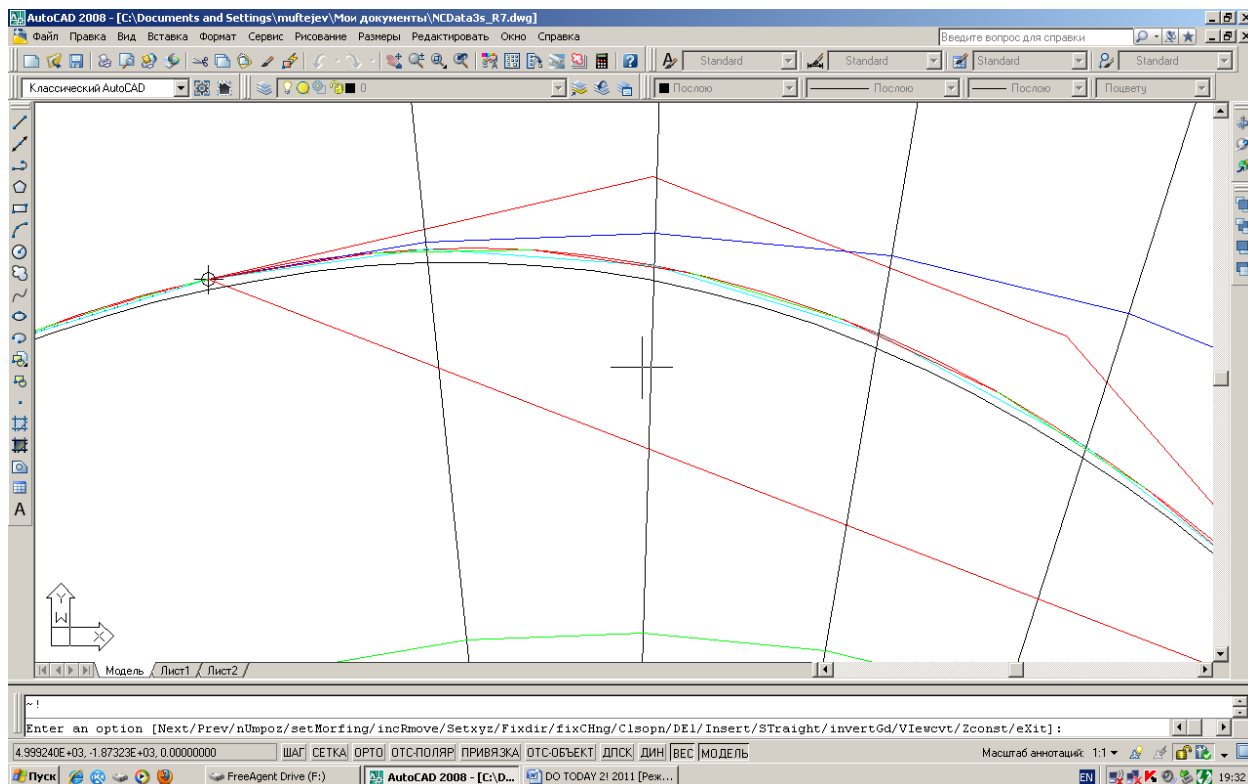 AutoCAD 2008 - [C:\Documents and Settings\muftejev\Мои документы\NCData3s_R7.dwg]
Файл Правка Вид Вставка Формат Сервис Рисование Размеры Редактировать Окно Справка
Введите вопрос для справки
Standard Standard Standard Standard
Классический AutoCAD 0 Послою Послою Послою Поцвету
A
Y
W
X
Модель Лист1 Лист2
~!
Enter an option [Next/Prev/nUmpoz/setMorfing/incRmove/Setxyz/Fixdir/fixCHng/Clsopn/DEl/Insert/STraight/invertGd/VIewcvt/Zconst/eXit]:
4.999240E+03, -1.87323E+03, 0.00000000 ШАГ СЕТКА ОРТО ОТС-ПОЛЯР ПРИВЯЗКА ОТС-ОБЪЕКТ ДПСК ДИН ВЕС МОДЕЛЬ Масштаб аннотаций: 1:1
Пуск FreeAgent Drive (F:) AutoCAD 2008 - [C:\D... DO TODAY 2! 2011 [Реж... EN 19:32